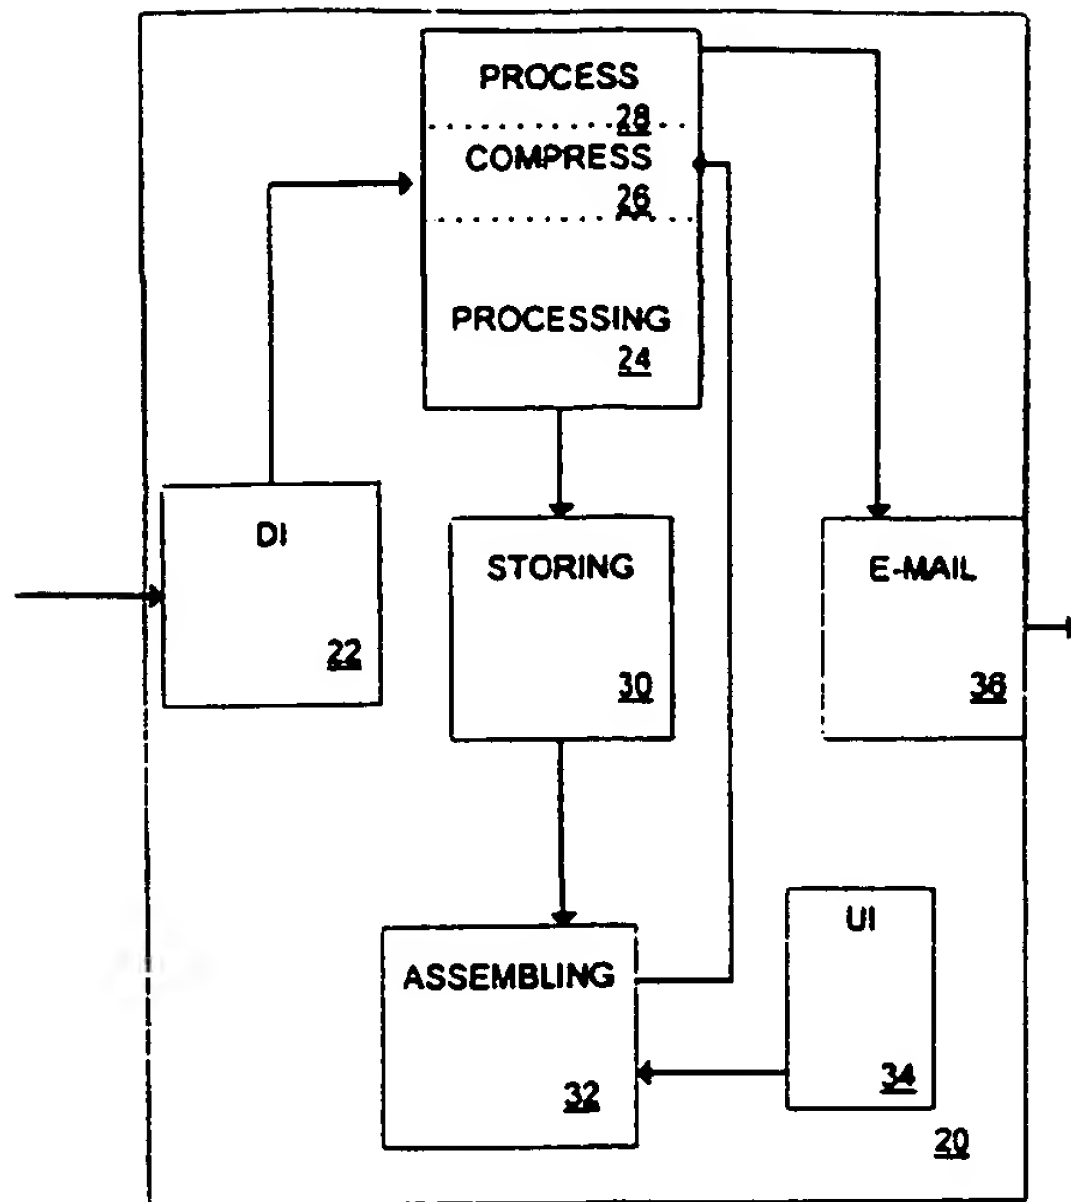 PROCESS
28
COMPRESS
26
PROCESSING
24
DI
22
STORING
30
E-MAIL
36
ASSEMBLING
32
UI
34
20